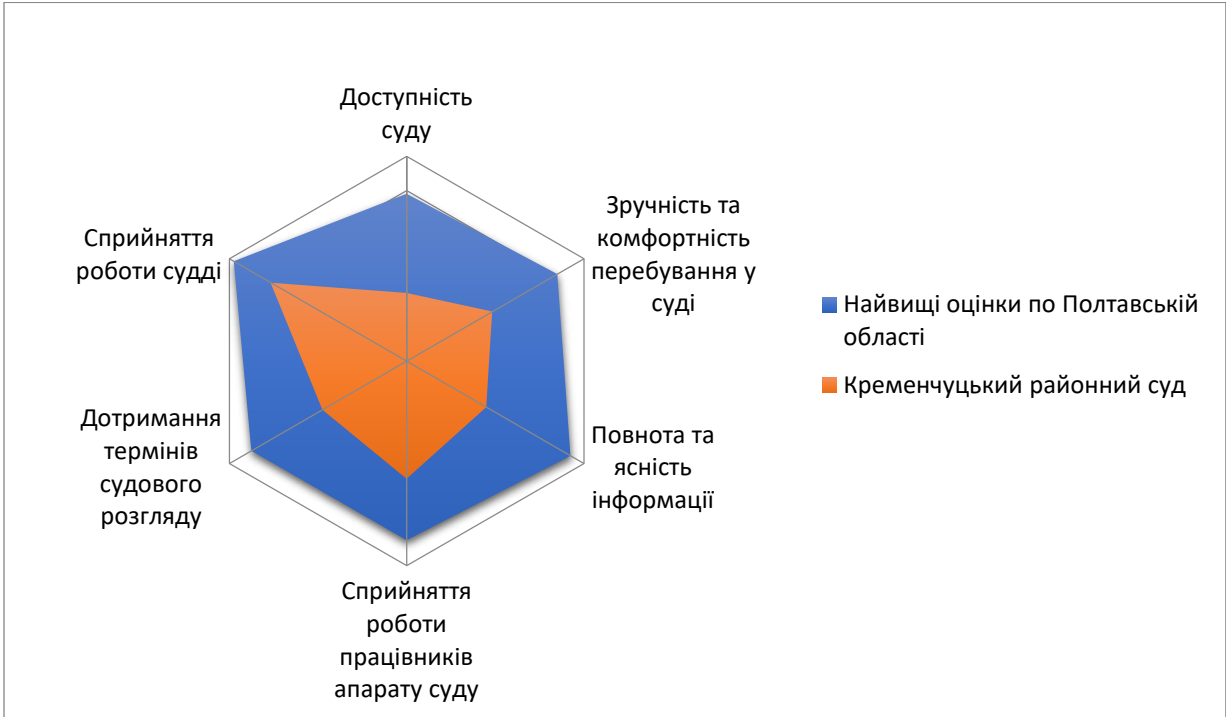 Доступність
суду
Зручність та
комфортність
перебування у
суді
Повнота та
ясність
інформації
Сприйняття
роботи
працівників
апарату суду
Дотримання
термінів
судового
розгляду
Сприйняття
роботи судді
Найвищі оцінки по Полтавській
області
Кременчуцький районний суд